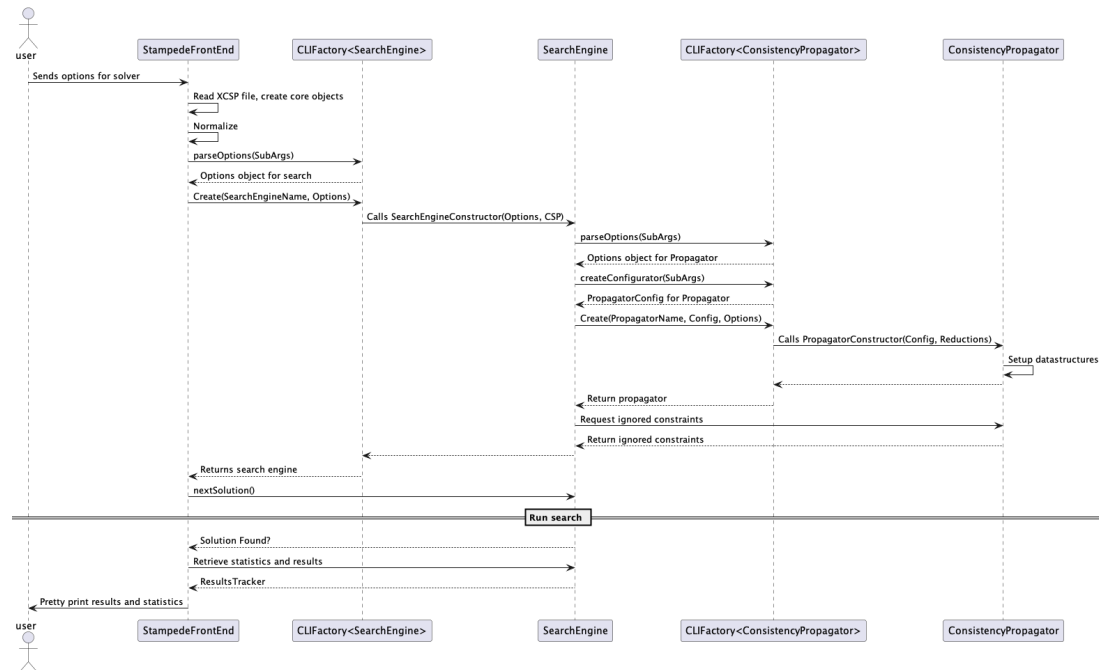 user
StampedeFrontEnd
CLIFactory<SearchEngine>
SearchEngine
CLIFactory<ConsistencyPropagator>
ConsistencyPropagator
Sends options for solver
Read XCSP file, create core objects
Normalize
parseOptions(SubArgs)
Options object for search
Create(SearchEngineName, Options)
Calls SearchEngineConstructor(Options, CSP)
parseOptions(SubArgs)
Options object for Propagator
createConfigurator(SubArgs)
PropagatorConfig for Propagator
Create(PropagatorName, Config, Options)
Calls PropagatorConstructor(Config, Reductions)
Setup datastructures
Return propagator
Request ignored constraints
Return ignored constraints
Returns search engine
nextSolution()
Run search
Solution Found?
Retrieve statistics and results
ResultsTracker
Pretty print results and statistics
user
StampedeFrontEnd
CLIFactory<SearchEngine>
SearchEngine
CLIFactory<ConsistencyPropagator>
ConsistencyPropagator